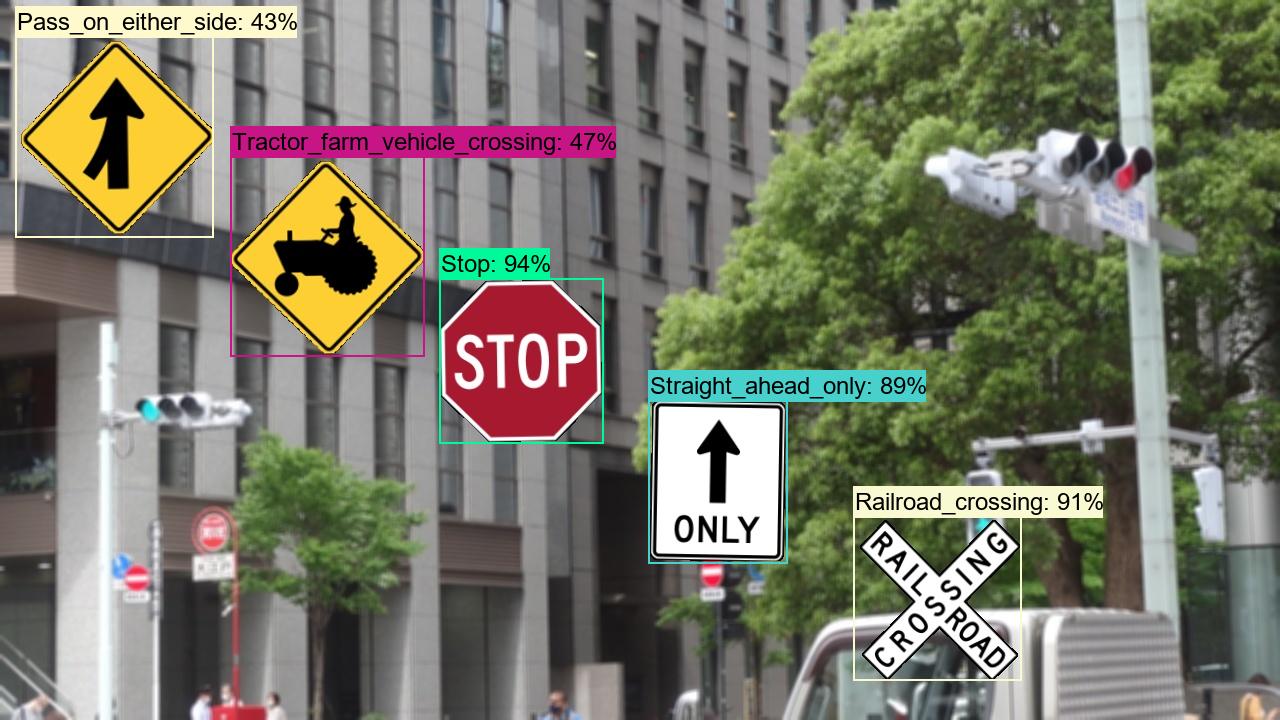 Pass_on_either_side: 43%
Tractor_farm_vehicle_crossing: 47%
Stop: 94%
STOP
Straight_ahead_only: 89%
ONLY
Railroad_crossing: 91%
RAIL ROAD
CROSSING